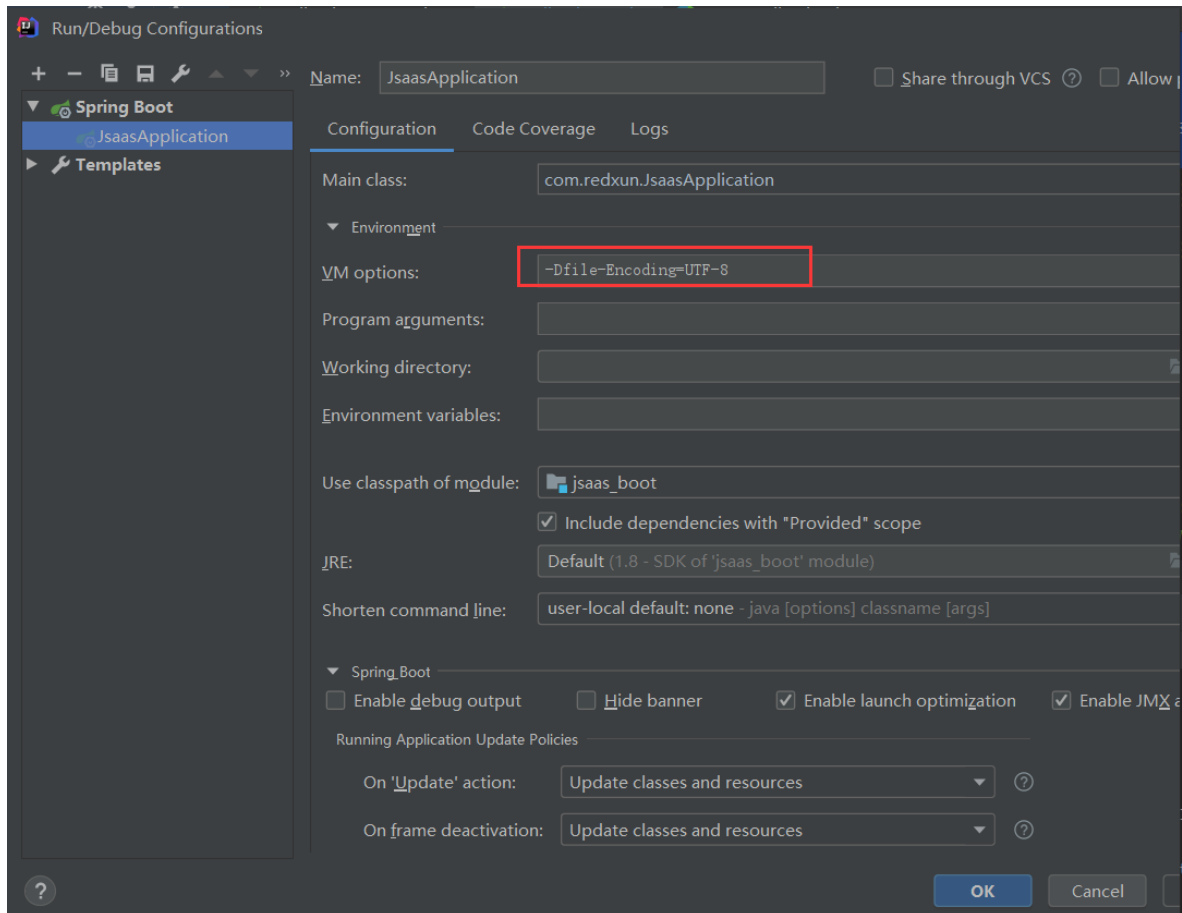 Run/Debug Configurations
Name: JsaasApplication Share through VCS ? Allow
Spring Boot
JsaasApplication
Templates
Configuration Code Coverage Logs
Main class: com.redxun.JsaasApplication
Environment
VM options: -Dfile-Encoding=UTF-8
Program arguments:
Working directory:
Environment variables:
Use classpath of module: jsaas_boot
Include dependencies with "Provided" scope
JRE: Default (1.8 - SDK of 'jsaas_boot' module)
Shorten command line: user-local default: none - java [options] classname [args]
Spring Boot
Enable debug output Hide banner Enable launch optimization Enable JMX
Running Application Update Policies
On 'Update' action: Update classes and resources ?
On frame deactivation: Update classes and resources ?
? OK Cancel